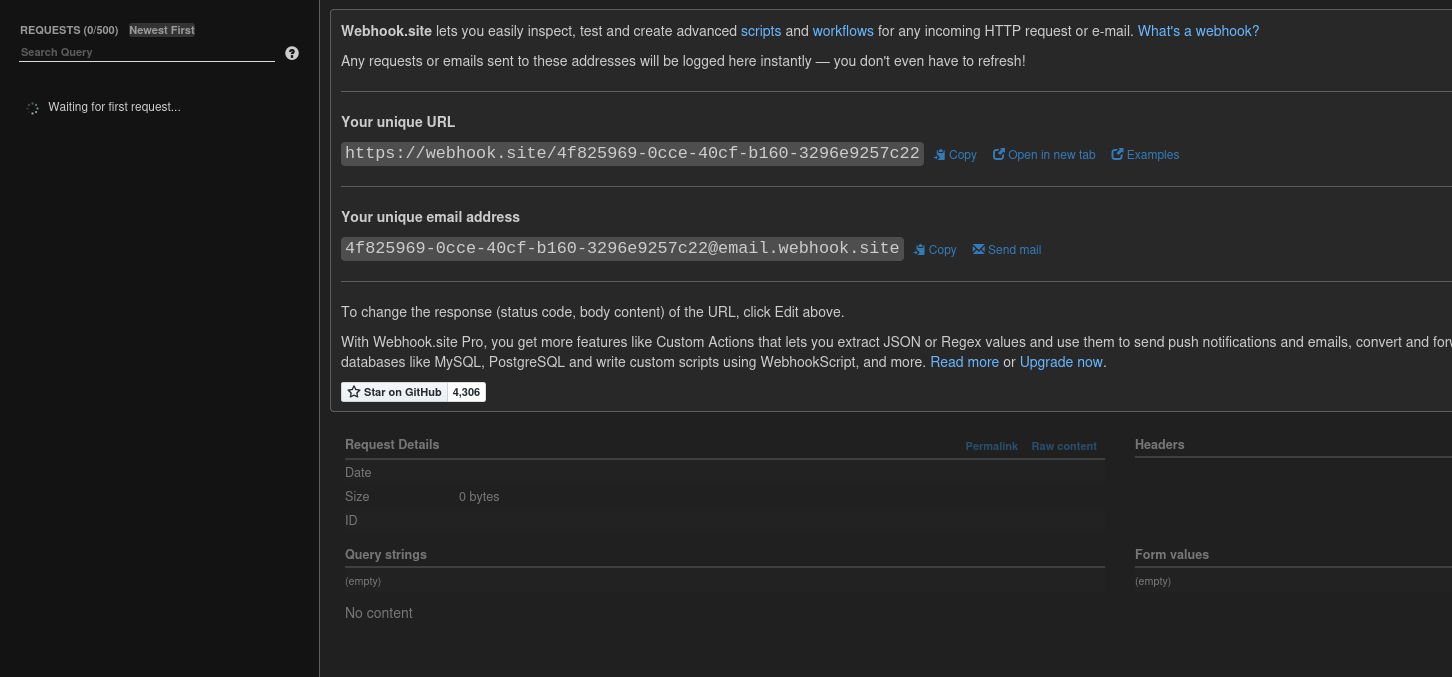 REQUESTS (0/500) Newest First
Search Query
Waiting for first request...
Webhook.site lets you easily inspect, test and create advanced scripts and workflows for any incoming HTTP request or e-mail. What's a webhook?
Any requests or emails sent to these addresses will be logged here instantly — you don't even have to refresh!
Your unique URL
https://webhook.site/4f825969-0cce-40cf-b160-3296e9257c22 Copy Open in new tab Examples
Your unique email address
4f825969-0cce-40cf-b160-3296e9257c22@email.webhook.site Copy Send mail
To change the response (status code, body content) of the URL, click Edit above.
With Webhook.site Pro, you get more features like Custom Actions that lets you extract JSON or Regex values and use them to send push notifications and emails, convert and
databases like MySQL, PostgreSQL and write custom scripts using WebhookScript, and more. Read more or Upgrade now.
Star on GitHub 4,306
Request Details Permalink Raw content
Date
Size 0 bytes
ID
Query strings
(empty)
No content
Headers
Form values
(empty)